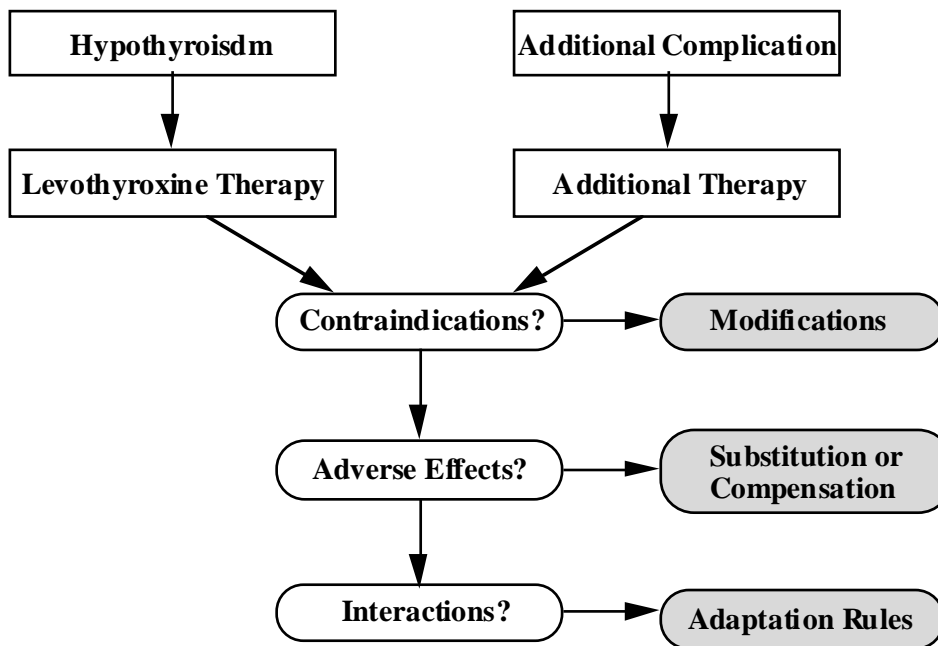 Hypothyroisdm
Additional Complication
Levothyroxine Therapy
Additional Therapy
Contraindications?
Modifications
Adverse Effects?
Substitution or
Compensation
Interactions?
Adaptation Rules